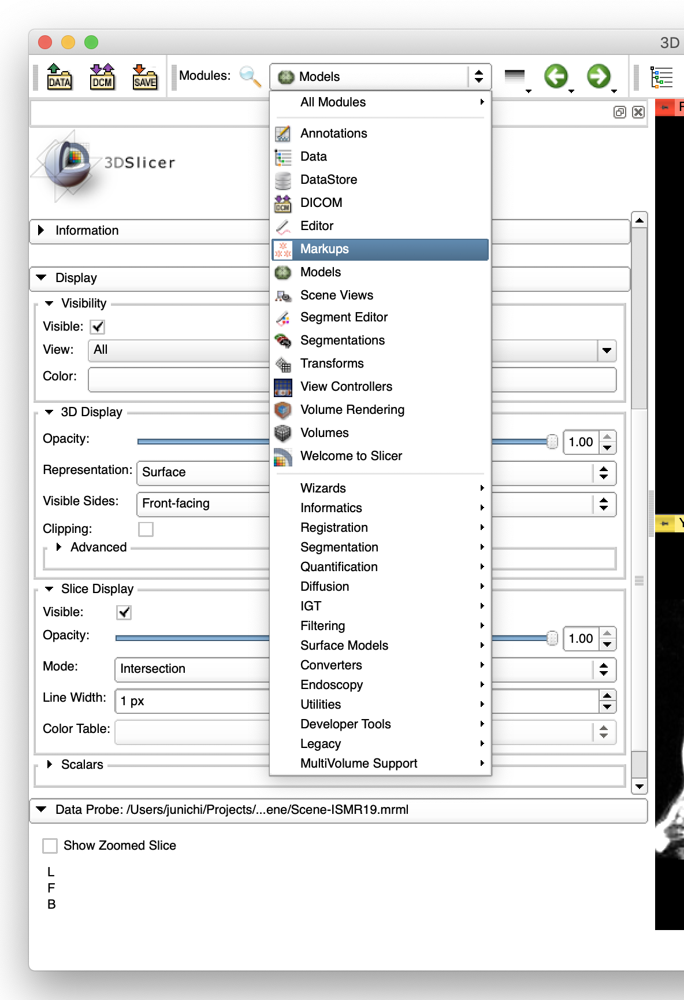 3D
DATA
DCM
SAVE
Modules:
Models
All Modules
Annotations
Data
DataStore
DICOM
Editor
Markups
Models
Scene Views
Segment Editor
Segmentations
Transforms
View Controllers
Volume Rendering
Volumes
Welcome to Slicer
Wizards
Informatics
Registration
Segmentation
Quantification
Diffusion
IGT
Filtering
Surface Models
Converters
Endoscopy
Utilities
Developer Tools
Legacy
MultiVolume Support
3DSlicer
Information
Display
Visibility
Visible:
View: All
Color:
3D Display
Opacity: 1.00
Representation: Surface
Visible Sides: Front-facing
Clipping:
Advanced
Slice Display
Visible:
Opacity: 1.00
Mode: Intersection
Line Width: 1 px
Color Table:
Scalars
Data Probe: /Users/junichi/Projects/...ene/Scene-ISMR19.mrml
Show Zoomed Slice
L
F
B